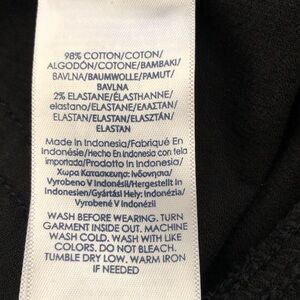 98% COTTON/COTON/
ALGODÓN/COTONE/BAMBAKI/
BAVLNA/BAUMWOLLE/PAMUT/
BAVLNA
2% ELASTANE/ÉLASTHANNE/
elastano/ELASTANE/ΕΛΑΣΤΑΝ/
ELASTAN/ELASTAN/ELASZTÁN/
ELASTAN
Made In Indonesia/Fabriqué En
Indonésie/Hecho En Indonesia con tela
importada/Prodotto In Indonesia/
Χωρα Κατασκευης: Ινδονησια/
Vyrobeno V Indonésii/Hergestellt In
Indonesien/Gyártási Hely: Indonézia/
Vyrobené V Indonézii
WASH BEFORE WEARING. TURN
GARMENT INSIDE OUT. MACHINE
WASH COLD. WASH WITH LIKE
COLORS. DO NOT BLEACH.
TUMBLE DRY LOW. WARM IRON
IF NEEDED